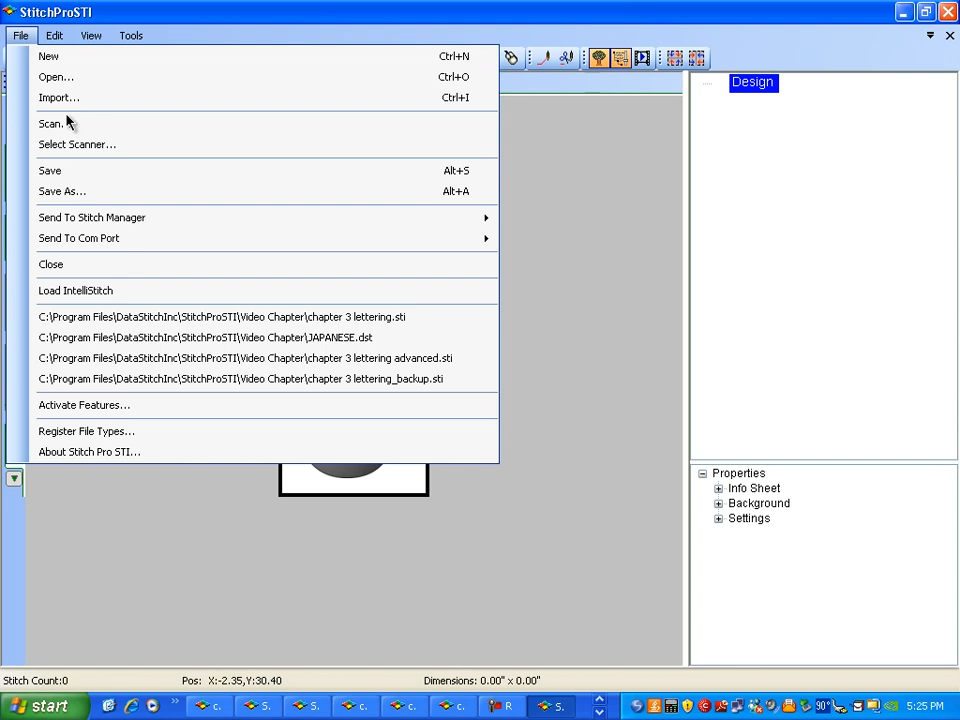 StitchProSTI
File Edit View Tools
New Ctrl+N
Open... Ctrl+O
Import... Ctrl+I
Scan.
Select Scanner...
Save Alt+S
Save As... Alt+A
Send To Stitch Manager
Send To Com Port
Close
Load IntelliStitch
C:\Program Files\DataStitchInc\StitchProSTI\Video Chapter\chapter 3 lettering.sti
C:\Program Files\DataStitchInc\StitchProSTI\Video Chapter\JAPANESE.dst
C:\Program Files\DataStitchInc\StitchProSTI\Video Chapter\chapter 3 lettering advanced.sti
C:\Program Files\DataStitchInc\StitchProSTI\Video Chapter\chapter 3 lettering_backup.sti
Activate Features...
Register File Types...
About Stitch Pro STI...
Design
Properties
Info Sheet
Background
Settings
Stitch Count:0 Pos: X:-2.35,Y:30.40 Dimensions: 0.00" x 0.00"
start c. S. S. c. c. c. R S. 90° 5:25 PM